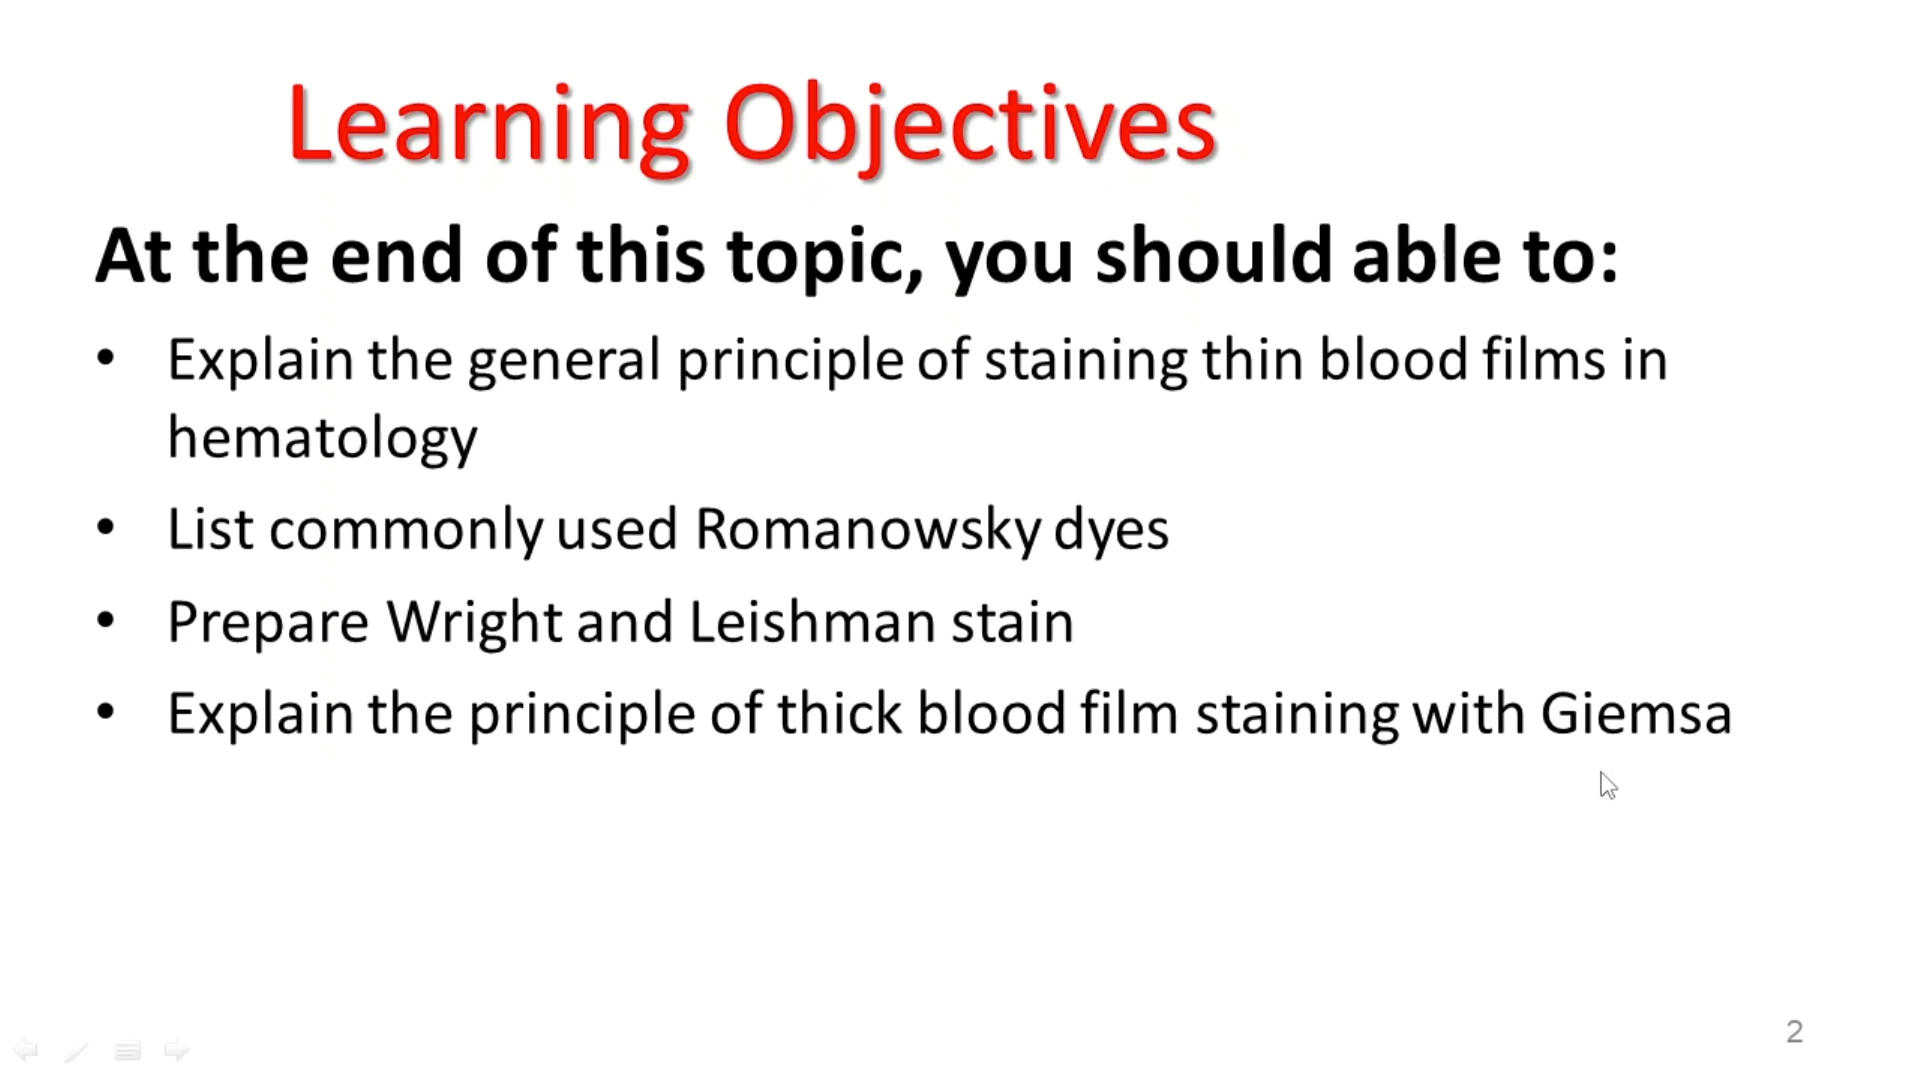 Learning Objectives
At the end of this topic, you should able to:
• Explain the general principle of staining thin blood films in
hematology
• List commonly used Romanowsky dyes
• Prepare Wright and Leishman stain
• Explain the principle of thick blood film staining with Giemsa
2